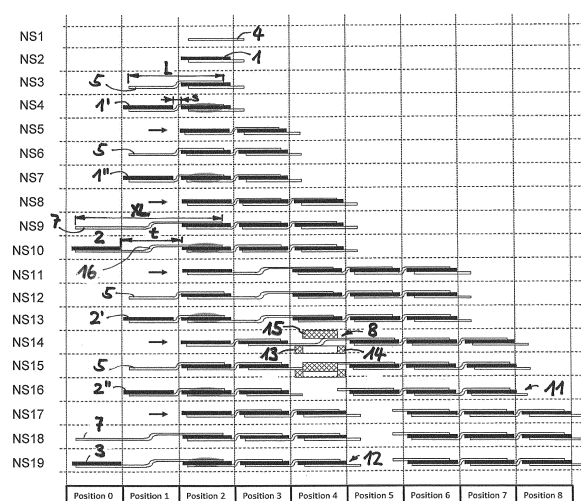 NS1 4
NS2 1
NS3 5 L
NS4 1' s
NS5
NS6 5
NS7 1"
NS8
NS9 7 XL
NS10 2 t 16
NS11
NS12 5
NS13 2'
NS14 15 8 13 14
NS15 5
NS16 2" 11
NS17
NS18 7
NS19 3 12
Position 0 Position 1 Position 2 Position 3 Position 4 Position 5 Position 6 Position 7 Position 8